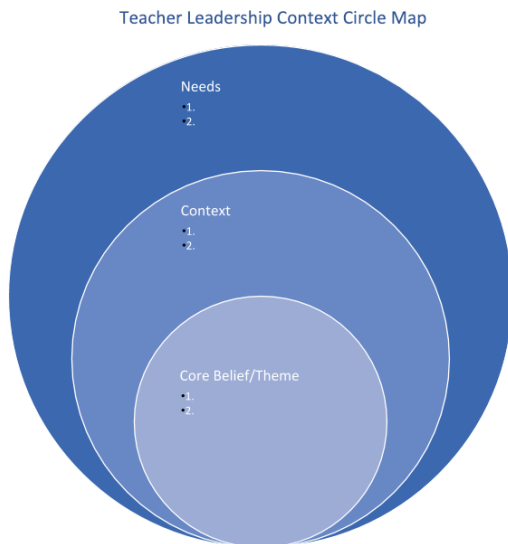 Teacher Leadership Context Circle Map
Needs
•1.
•2.
Context
•1.
•2.
Core Belief/Theme
•1.
•2.